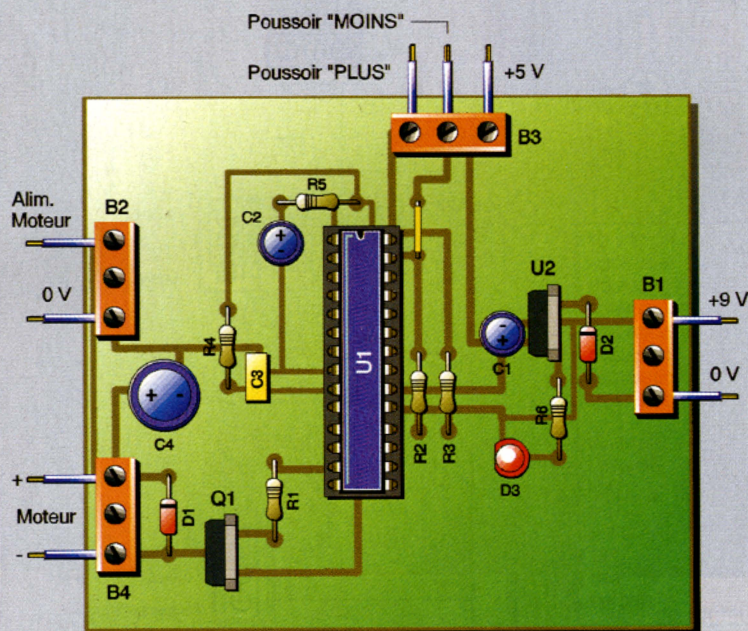 Poussoir "MOINS"
Poussoir "PLUS"
+5 V
B3
Alim.
Moteur
B2
R5
C2
0 V
U2
B1
+9 V
U1
R4
C3
C1
D2
0 V
C4
R2
R3
R6
D3
+
Moteur
-
D1
Q1
R1
B4